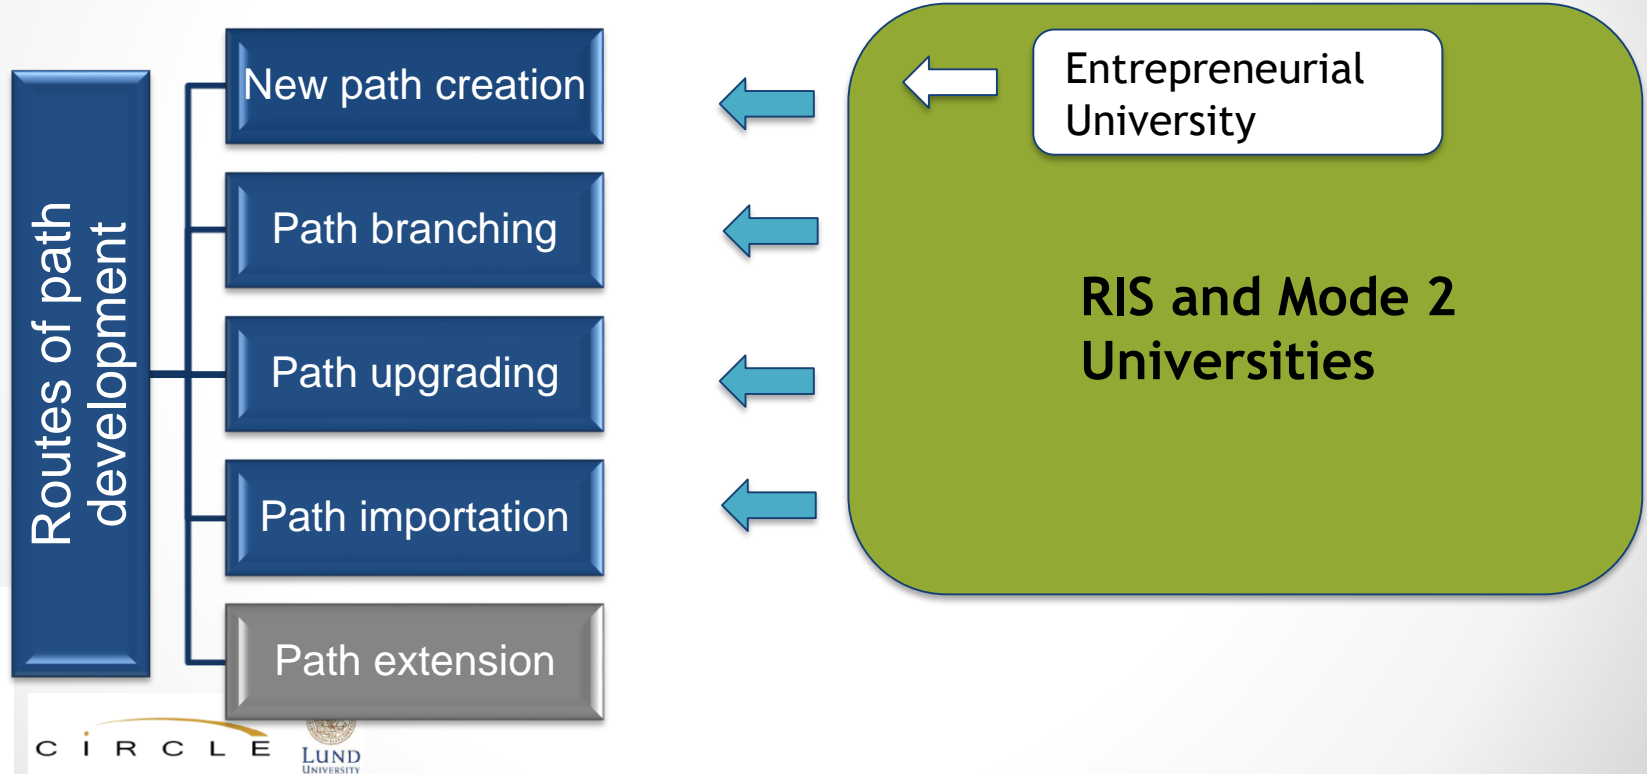 Routes of path
development
New path creation
Path branching
Path upgrading
Path importation
Path extension
Entrepreneurial
University
RIS and Mode 2
Universities
CiRCLE
LUND
UNIVERSITY